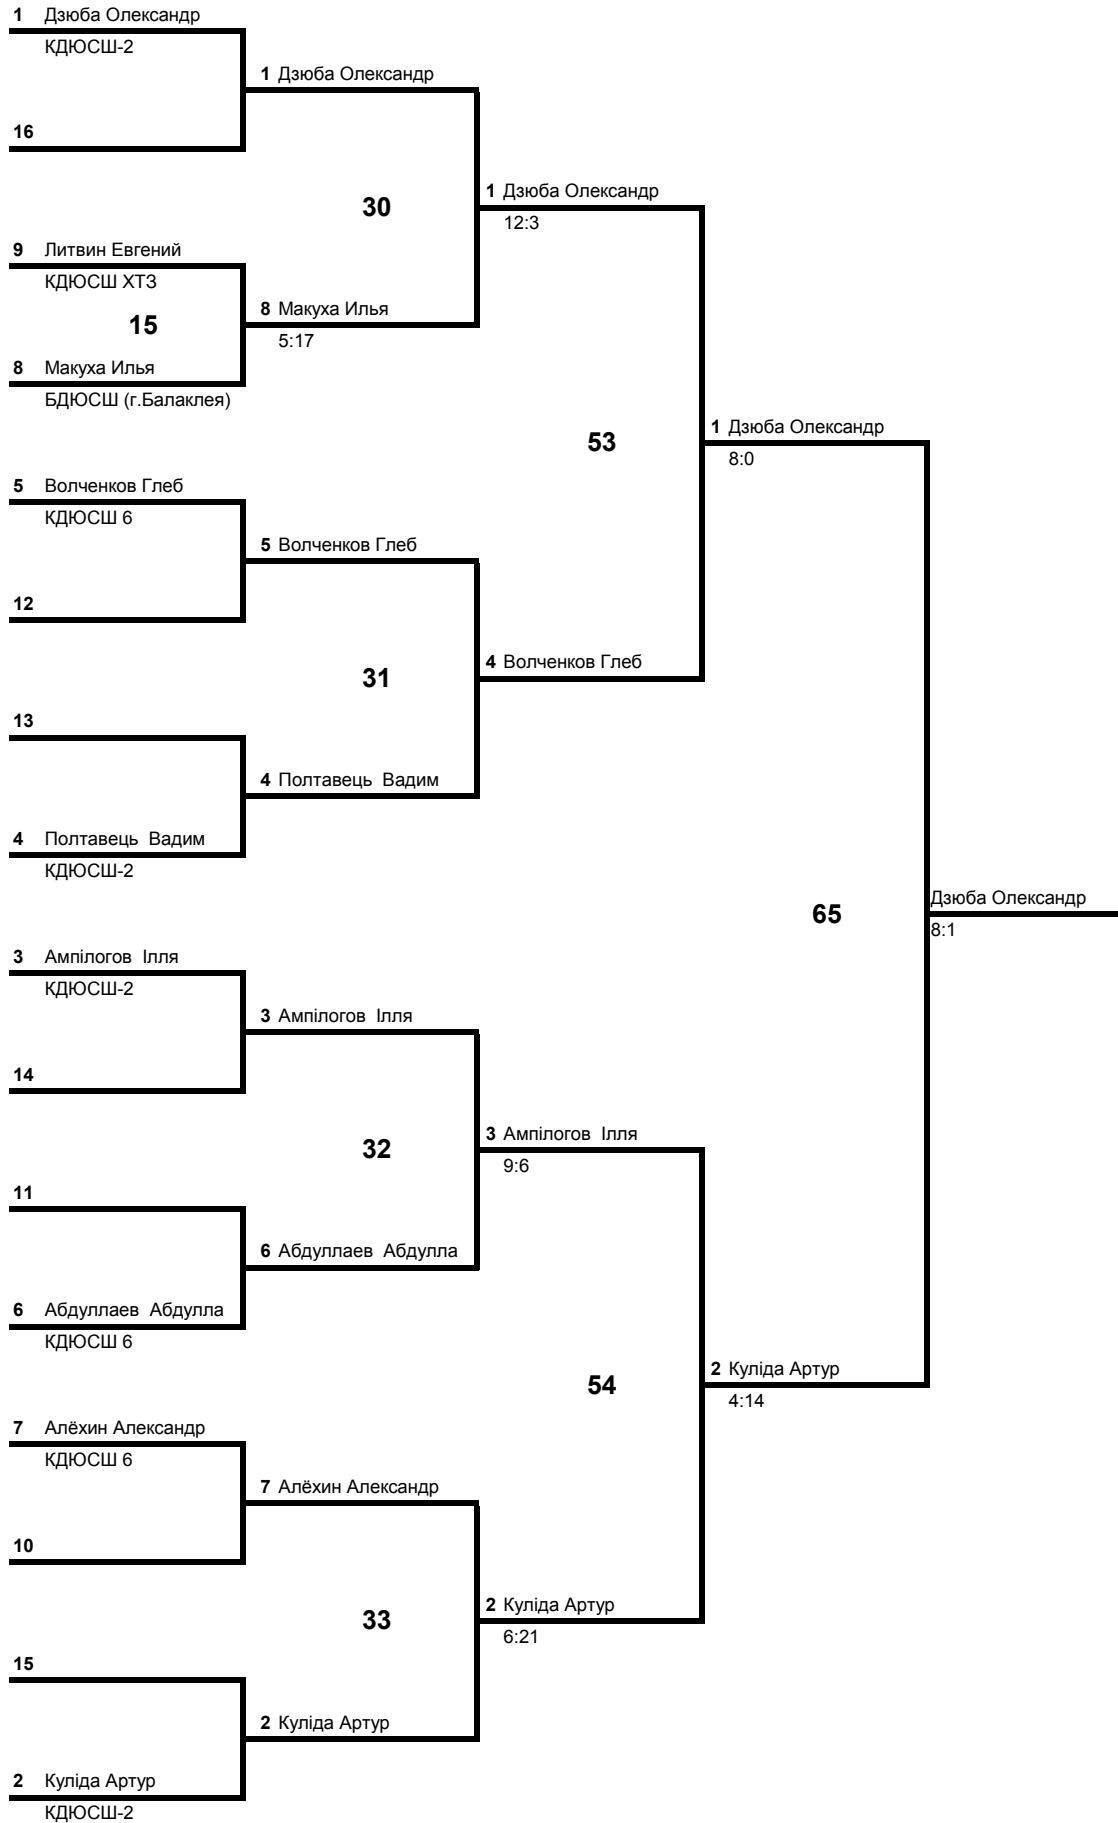 1 Дзюба Олександр
КДЮСШ-2
1 Дзюба Олександр
16
30
1 Дзюба Олександр
12:3
9 Литвин Евгений
КДЮСШ ХТЗ
8 Макуха Илья
15
5:17
8 Макуха Илья
БДЮСШ (г.Балаклея)
53
1 Дзюба Олександр
8:0
5 Волченков Глеб
КДЮСШ 6
5 Волченков Глеб
12
31
4 Волченков Глеб
13
4 Полтавець Вадим
4 Полтавець Вадим
КДЮСШ-2
65
Дзюба Олександр
8:1
3 Ампілогов Ілля
КДЮСШ-2
3 Ампілогов Ілля
14
32
3 Ампілогов Ілля
9:6
11
6 Абдуллаев Абдулла
6 Абдуллаев Абдулла
КДЮСШ 6
54
2 Куліда Артур
4:14
7 Алёхин Александр
КДЮСШ 6
7 Алёхин Александр
10
33
2 Куліда Артур
6:21
15
2 Куліда Артур
2 Куліда Артур
КДЮСШ-2